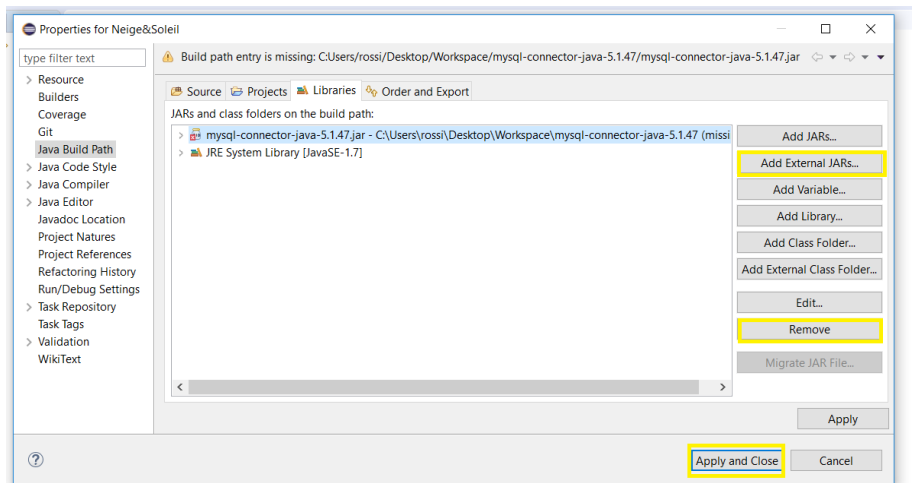 Properties for Neige&Soleil
type filter text
Build path entry is missing: C:Users/rossi/Desktop/Workspace/mysql-connector-java-5.1.47/mysql-connector-java-5.1.47.jar
Resource
Builders
Coverage
Git
Java Build Path
Java Code Style
Java Compiler
Java Editor
Javadoc Location
Project Natures
Project References
Refactoring History
Run/Debug Settings
Task Repository
Task Tags
Validation
WikiText
Source Projects Libraries Order and Export
JARs and class folders on the build path:
mysql-connector-java-5.1.47.jar - C:\Users\rossi\Desktop\Workspace\mysql-connector-java-5.1.47 (missi
JRE System Library [JavaSE-1.7]
Add JARs...
Add External JARs...
Add Variable...
Add Library...
Add Class Folder...
Add External Class Folder...
Edit...
Remove
Migrate JAR File...
Apply
Apply and Close
Cancel